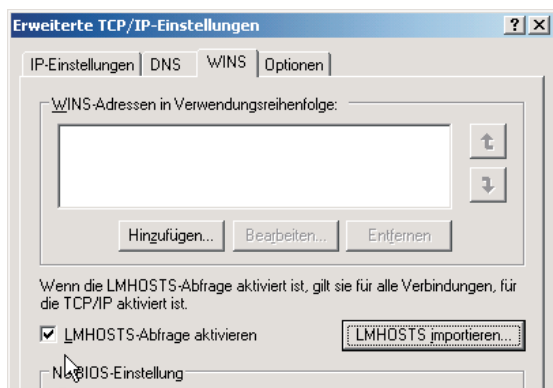 Erweiterte TCP/IP-Einstellungen
IP-Einstellungen DNS WINS Optionen
WINS-Adressen in Verwendungsreihenfolge:
Hinzufügen... Bearbeiten... Entfernen
Wenn die LMHOSTS-Abfrage aktiviert ist, gilt sie für alle Verbindungen, für
die TCP/IP aktiviert ist.
LMHOSTS-Abfrage aktivieren LMHOSTS importieren...
NetBIOS-Einstellung